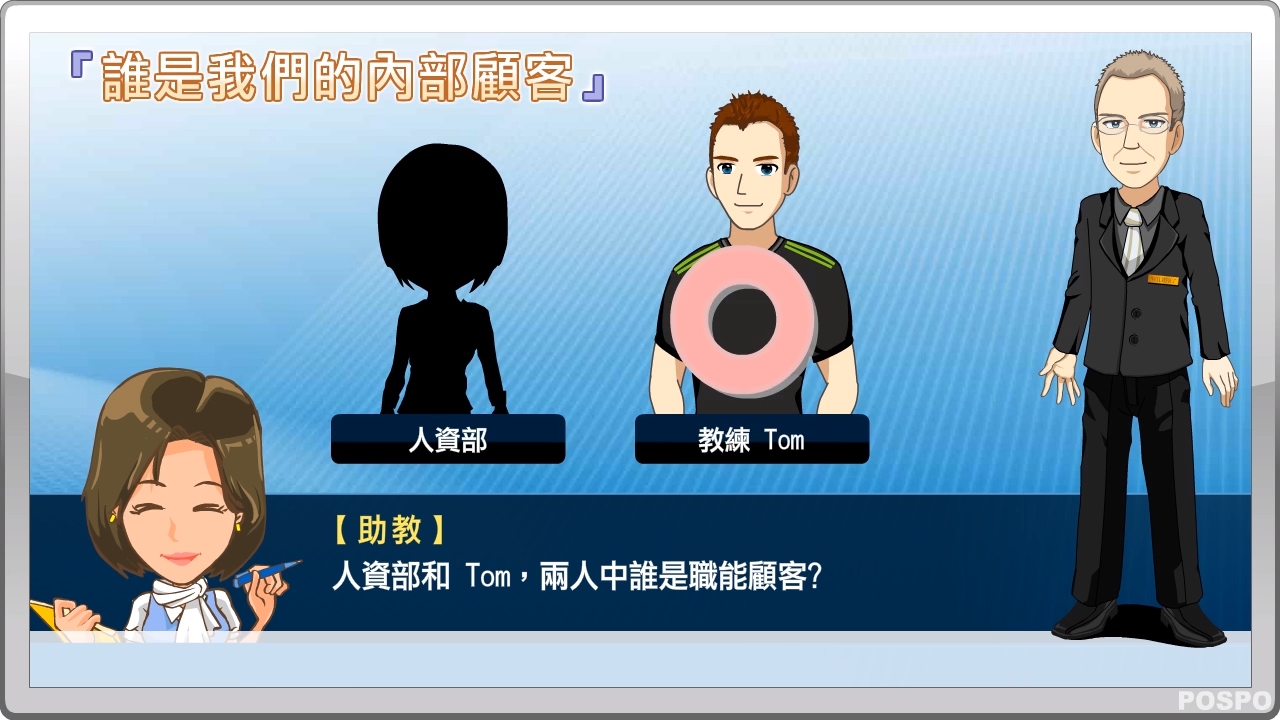 『誰是我們的內部顧客』
人資部
教練 Tom
【助教】
人資部和 Tom，兩人中誰是職能顧客?
POSPO